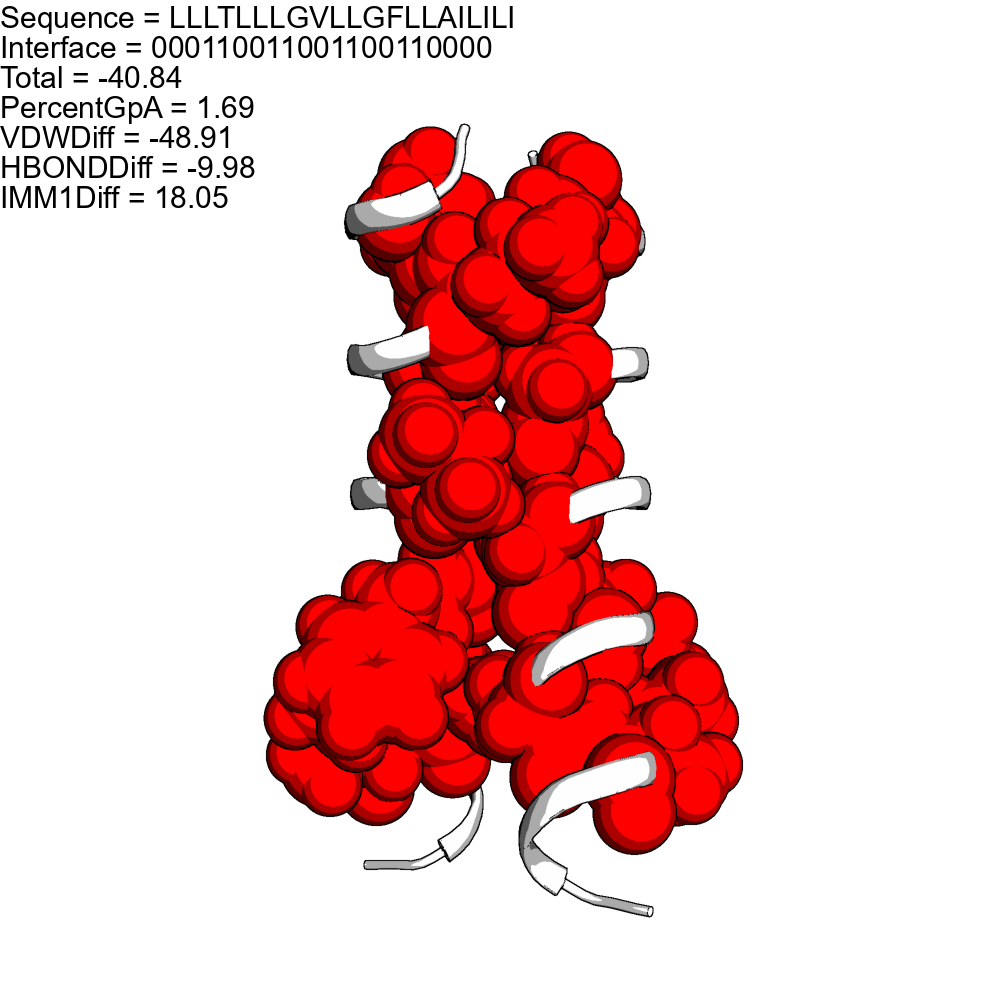 Sequence = LLLTLLLGVLLGFLLAILILI
Interface = 000110011001100110000
Total = -40.84
PercentGpA = 1.69
VDWDiff = -48.91
HBONDDiff = -9.98
IMM1Diff = 18.05